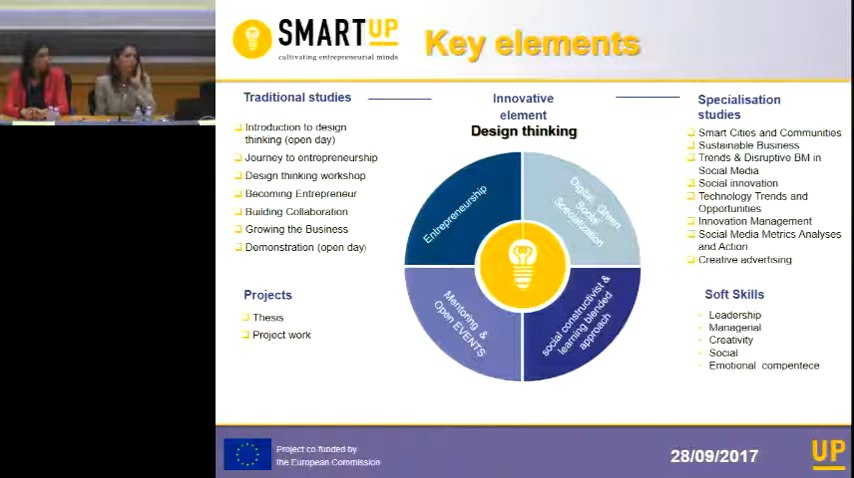 SMARTUP
cultivating entrepreneurial minds
Key elements
Traditional studies
Introduction to design
thinking (open day)
Journey to entrepreneurship
Design thinking workshop
Becoming Entrepreneur
Building Collaboration
Growing the Business
Demonstration (open day)
Projects
Thesis
Project work
Innovative
element
Design thinking
Entrepreneurship
Digital, Green,
Social
Specialization
Mentoring &
Open EVENTS
social constructivist &
learning blended
approach
Specialisation
studies
Smart Cities and Communities
Sustainable Business
Trends & Disruptive BM in
Social Media
Social innovation
Technology Trends and
Opportunities
Innovation Management
Social Media Metrics Analyses
and Action
Creative advertising
Soft Skills
Leadership
Managerial
Creativity
Social
Emotional compentece
Project co-funded by
the European Commission
28/09/2017
UP